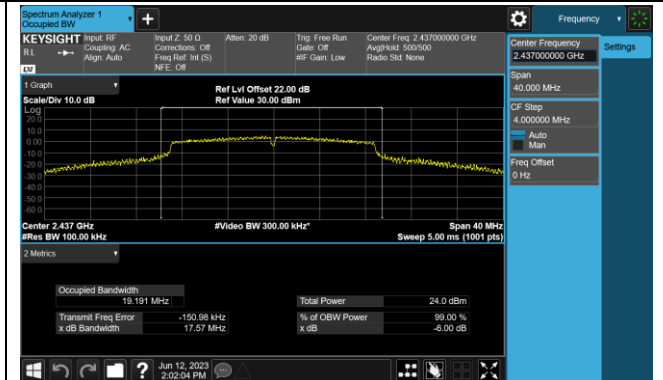 Spectrum Analyzer 1
Occupied BW
+
Frequency
KEYSIGHT
R L
LXI
Input: RF
Coupling: AC
Align: Auto
Input Z: 50 Ω
Corrections: Off
Freq Ref: Int (S)
NFE: Off
Atten: 20 dB
Trig: Free Run
Gate: Off
#IF Gain: Low
Center Freq: 2.437000000 GHz
Avg|Hold: 500/500
Radio Std: None
Center Frequency
2.437000000 GHz
Settings
Span
40.000 MHz
CF Step
4.000000 MHz
Auto
Man
Freq Offset
0 Hz
1 Graph
Scale/Div 10.0 dB
Ref Lvl Offset 22.00 dB
Ref Value 30.00 dBm
Log
20.0
10.0
0.00
-10.0
-20.0
-30.0
-40.0
-50.0
-60.0
Center 2.437 GHz
#Res BW 100.00 kHz
#Video BW 300.00 kHz*
Span 40 MHz
Sweep 5.00 ms (1001 pts)
2 Metrics
Occupied Bandwidth
19.191 MHz
Total Power 24.0 dBm
Transmit Freq Error -150.98 kHz
% of OBW Power 99.00 %
x dB Bandwidth 17.57 MHz
x dB -6.00 dB
?
Jun 12, 2023
2:02:04 PM